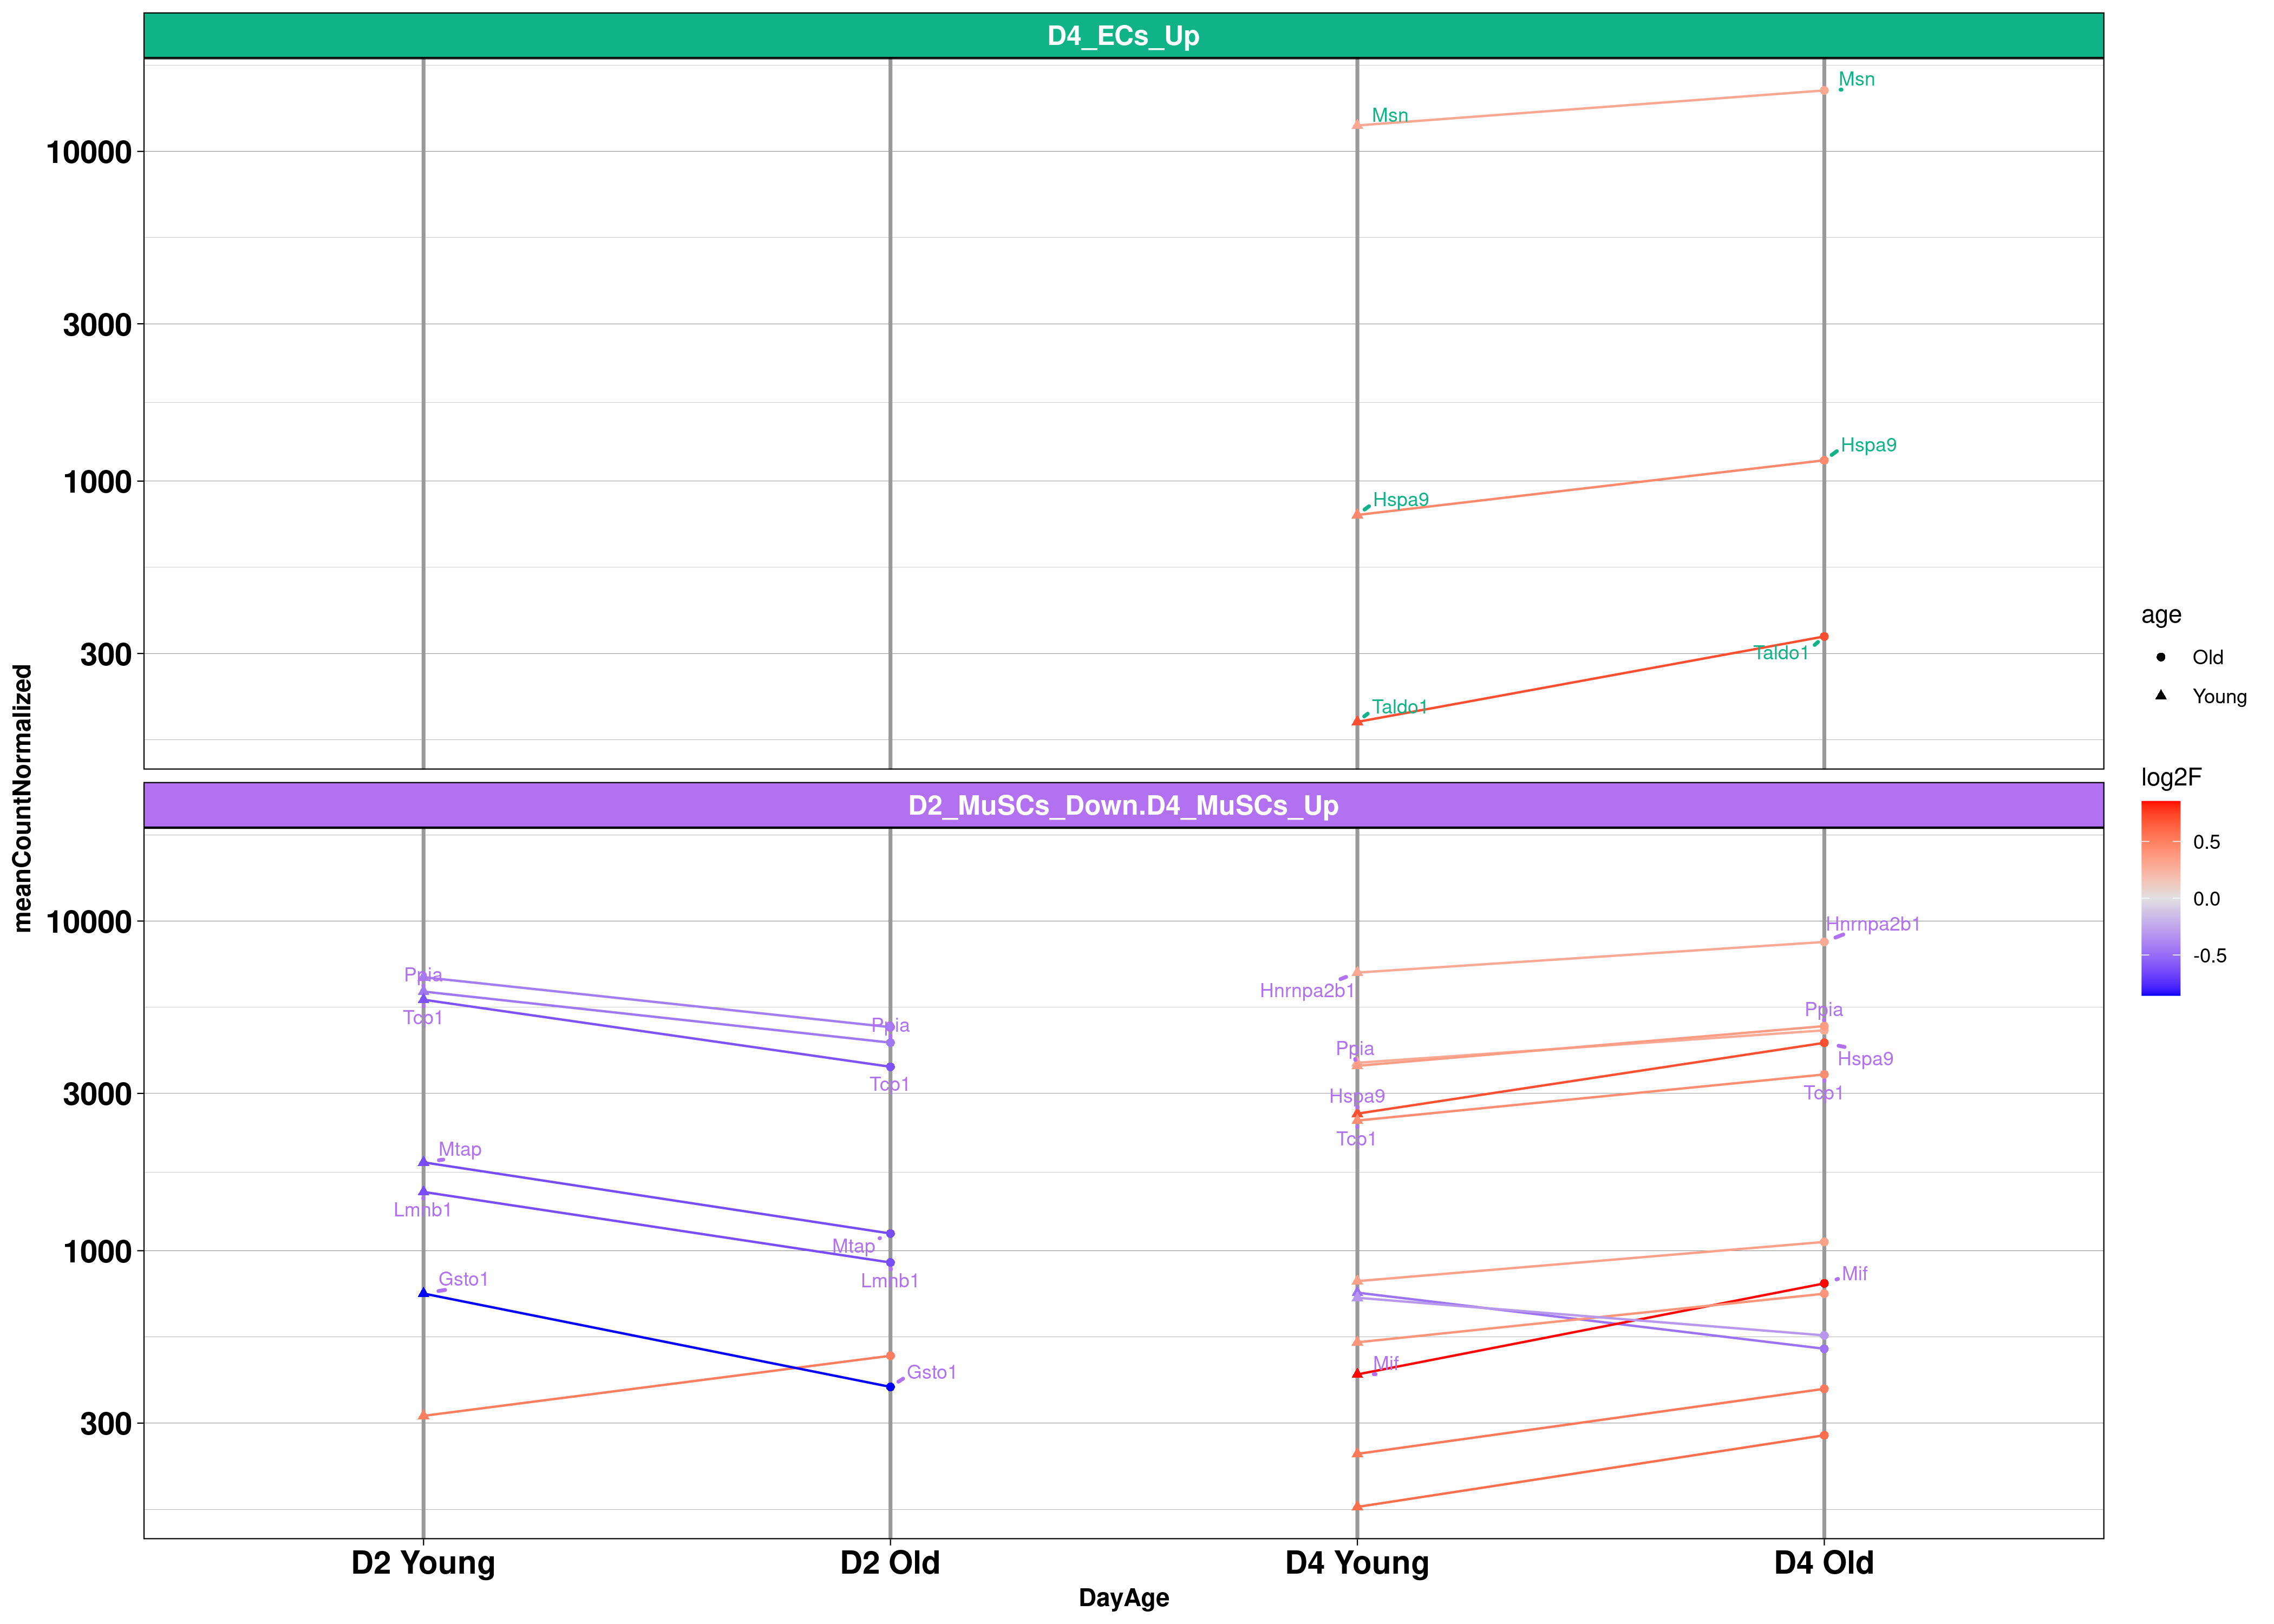 D4_ECs_Up
Msn
Msn
10000
3000
Hspa9
1000
Hspa9
300
Taldo1
Taldo1
D2_MuSCs_Down.D4_MuSCs_Up
10000
Hnrnpa2b1
Ppia
Hnrnpa2b1
Tcp1
Ppia
Ppia
Ppia
Hspa9
Tcp1
3000
Hspa9
Tcp1
Tcp1
Mtap
Lmnb1
1000
Mtap
Mif
Gsto1
Lmnb1
Mif
Gsto1
300
D2 Young
D2 Old
D4 Young
D4 Old
DayAge
meanCountNormalized
age
Old
Young
log2F
0.5
0.0
-0.5